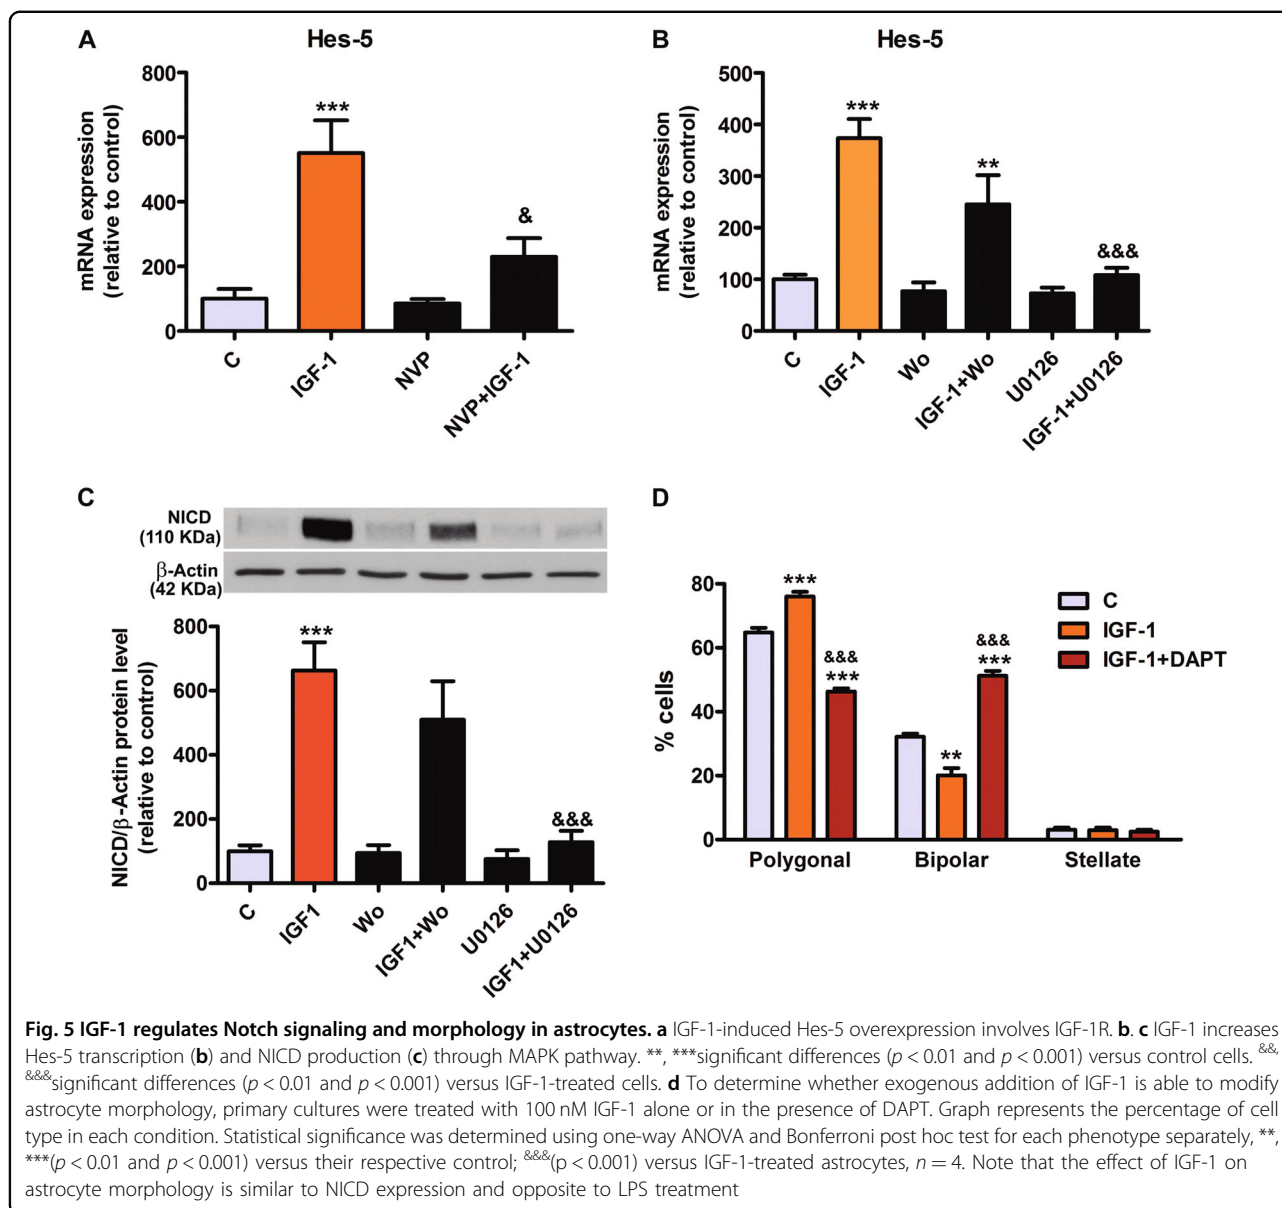 A
Hes-5
mRNA expression
(relative to control)
800
600
400
200
0
***
&
C
IGF-1
NVP
NVP+IGF-1
B
Hes-5
mRNA expression
(relative to control)
500
400
300
200
100
0
***
**
&&&
C
IGF-1
Wo
IGF-1+Wo
U0126
IGF-1+U0126
C
NICD
(110 KDa)
β-Actin
(42 KDa)
NICD/β-Actin protein level
(relative to control)
800
600
400
200
0
***
&&&
C
IGF1
Wo
IGF1+Wo
U0126
IGF1+U0126
D
% cells
80
60
40
20
0
***
&&&
***
**
&&&
***
Polygonal
Bipolar
Stellate
C
IGF-1
IGF-1+DAPT
Fig. 5 IGF-1 regulates Notch signaling and morphology in astrocytes. a IGF-1-induced Hes-5 overexpression involves IGF-1R. b. c IGF-1 increases
Hes-5 transcription (b) and NICD production (c) through MAPK pathway. **, ***significant differences (p < 0.01 and p < 0.001) versus control cells. &&,
&&&significant differences (p < 0.01 and p < 0.001) versus IGF-1-treated cells. d To determine whether exogenous addition of IGF-1 is able to modify
astrocyte morphology, primary cultures were treated with 100 nM IGF-1 alone or in the presence of DAPT. Graph represents the percentage of cell
type in each condition. Statistical significance was determined using one-way ANOVA and Bonferroni post hoc test for each phenotype separately, **,
***(p < 0.01 and p < 0.001) versus their respective control; &&&(p < 0.001) versus IGF-1-treated astrocytes, n = 4. Note that the effect of IGF-1 on
astrocyte morphology is similar to NICD expression and opposite to LPS treatment